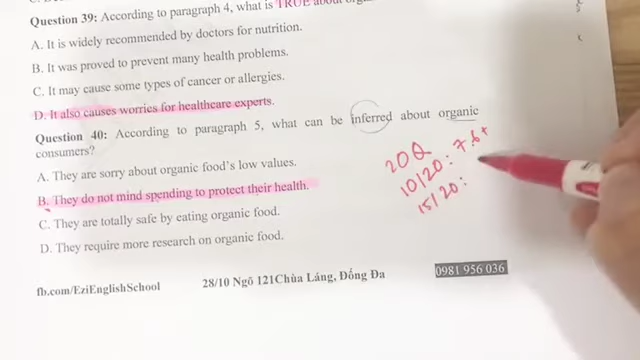 Question 39: According to paragraph 4, what is TRUE about
A. It is widely recommended by doctors for nutrition.
B. It was proved to prevent many health problems.
C. It may cause some types of cancer or allergies.
D. It also causes worries for healthcare experts.
Question 40: According to paragraph 5, what can be inferred about organic
consumers?
A. They are sorry about organic food's low values.
B. They do not mind spending to protect their health.
C. They are totally safe by eating organic food.
D. They require more research on organic food.
20Q
10/20: 7.6+
15/20:
fb.com/EziEnglishSchool
28/10 Ngõ 121Chùa Láng, Đống Đa
0981 956 036